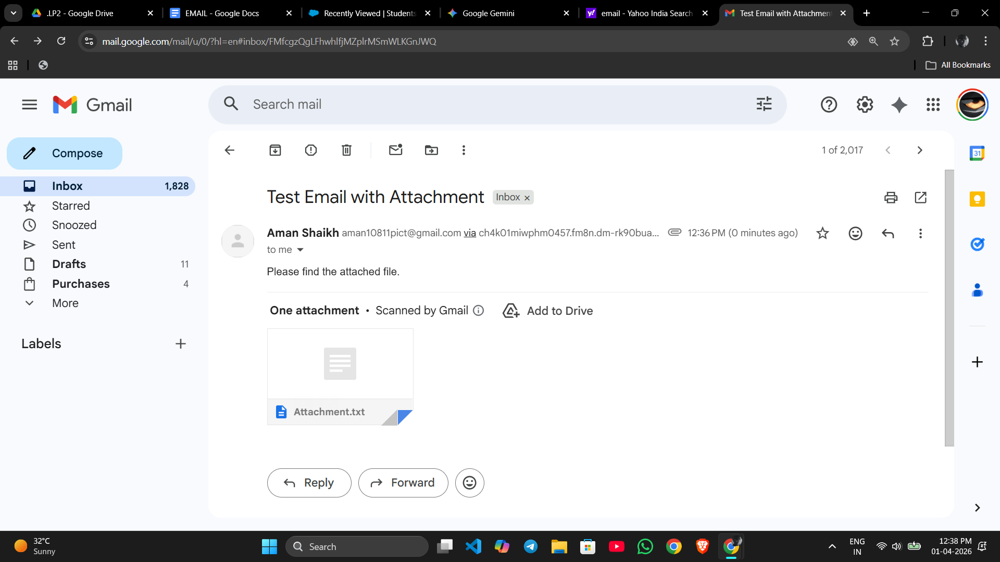 .LP2 - Google Drive
EMAIL - Google Docs
Recently Viewed | Students
Google Gemini
email - Yahoo India Search
Test Email with Attachment
mail.google.com/mail/u/0/?hl=en#inbox/FMfcgzQgLFhwhlfjMZplrMSmWLKGnJWQ
All Bookmarks
Gmail
Search mail
Compose
1 of 2,017
Inbox 1,828
Starred
Snoozed
Sent
Drafts 11
Purchases 4
More
Labels
Test Email with Attachment Inbox ×
Aman Shaikh aman10811pict@gmail.com via ch4k01miwphm0457.fm8n.dm-rk90bua... 12:36 PM (0 minutes ago)
to me
Please find the attached file.
One attachment • Scanned by Gmail Add to Drive
Attachment.txt
Reply
Forward
31
32°C
Sunny
Search
ENG
IN
12:38 PM
01-04-2026